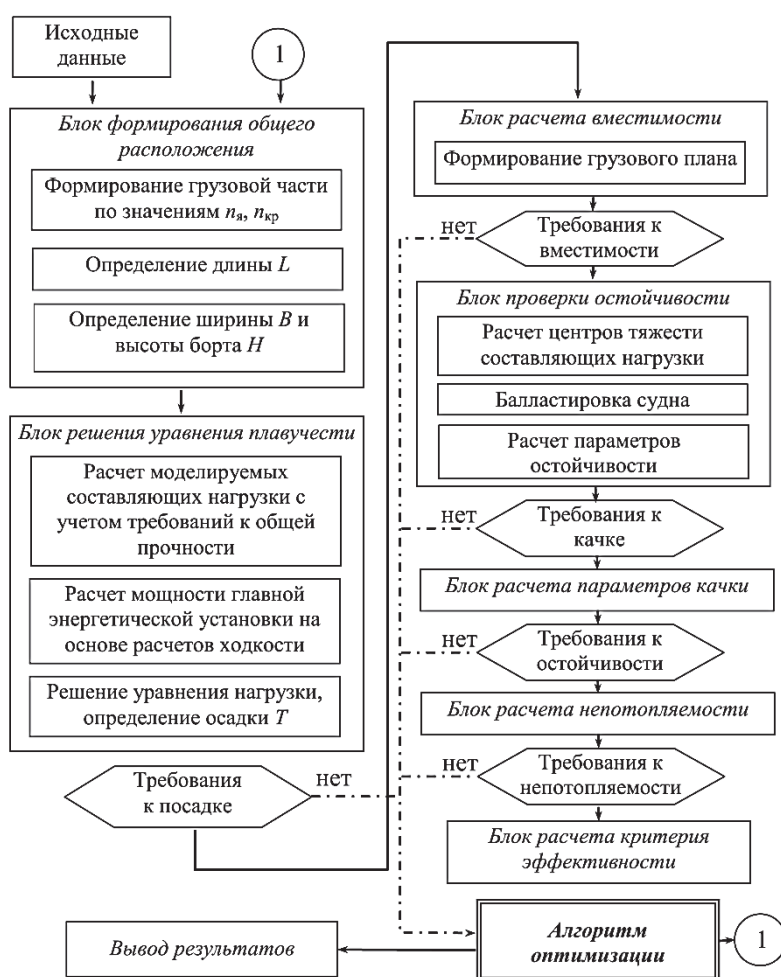 Исходные
данные
1
Блок формирования общего
расположения
Формирование грузовой части
по значениям nя, nкр
Определение длины L
Определение ширины B и
высоты борта H
Блок решения уравнения плавучести
Расчет моделируемых
составляющих нагрузки с
учетом требований к общей
прочности
Расчет мощности главной
энергетической установки на
основе расчетов ходкости
Решение уравнения нагрузки,
определение осадки T
Требования
к посадке
нет
Блок расчета вместимости
Формирование грузового плана
нет
Требования к
вместимости
Блок проверки остойчивости
Расчет центров тяжести
составляющих нагрузки
Балластировка судна
Расчет параметров
остойчивости
нет
Требования к
качке
Блок расчета параметров качки
нет
Требования к
остойчивости
Блок расчета непотопляемости
нет
Требования к
непотопляемости
Блок расчета критерия
эффективности
Алгоритм
оптимизации
1
Вывод результатов